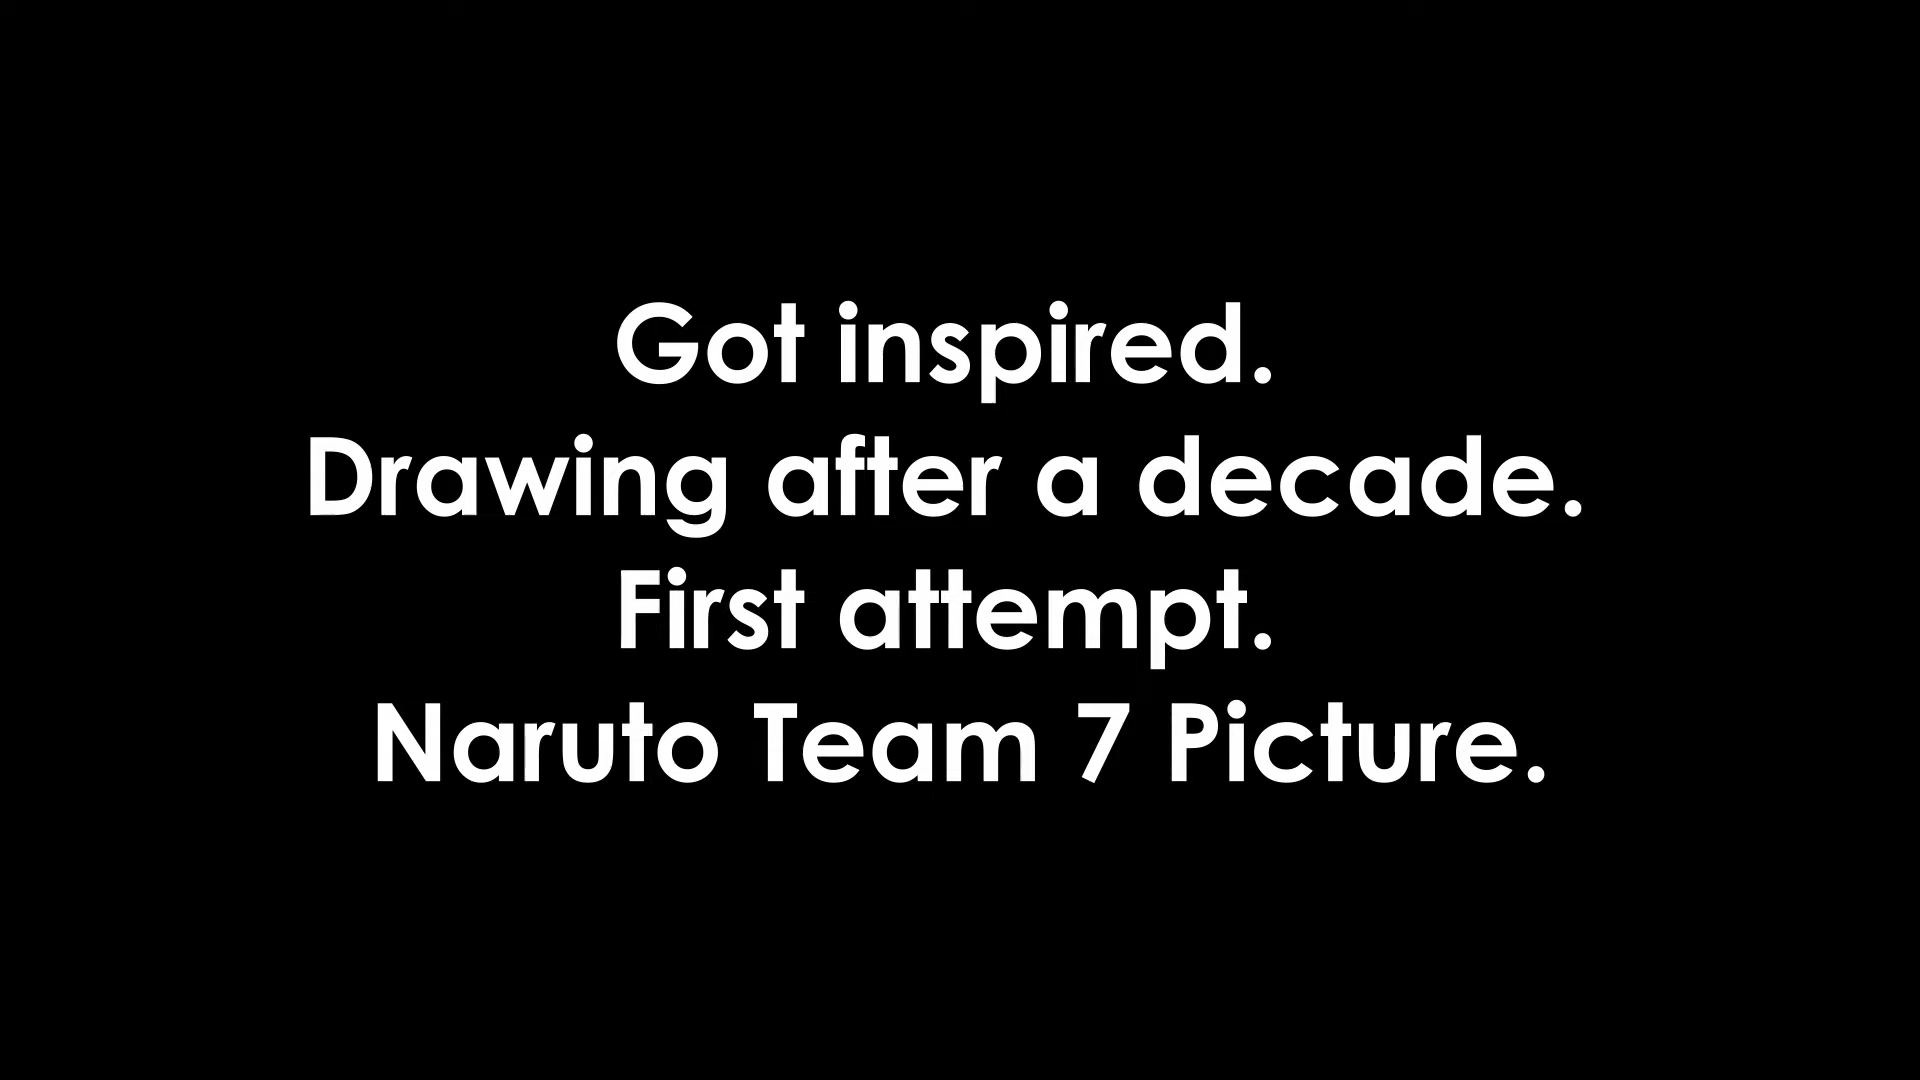 Got inspired.
Drawing after a decade.
First attempt.
Naruto Team 7 Picture.